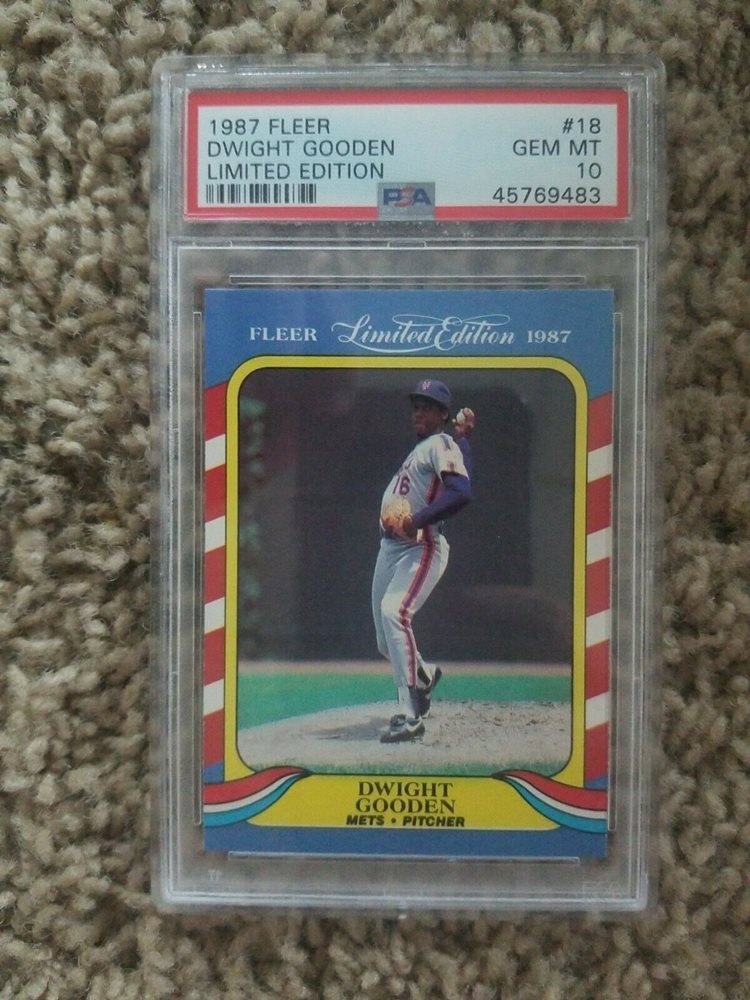 1987 FLEER #18
DWIGHT GOODEN GEM MT
LIMITED EDITION 10
PSA 45769483
FLEER Limited Edition 1987
16
DWIGHT
GOODEN
METS • PITCHER